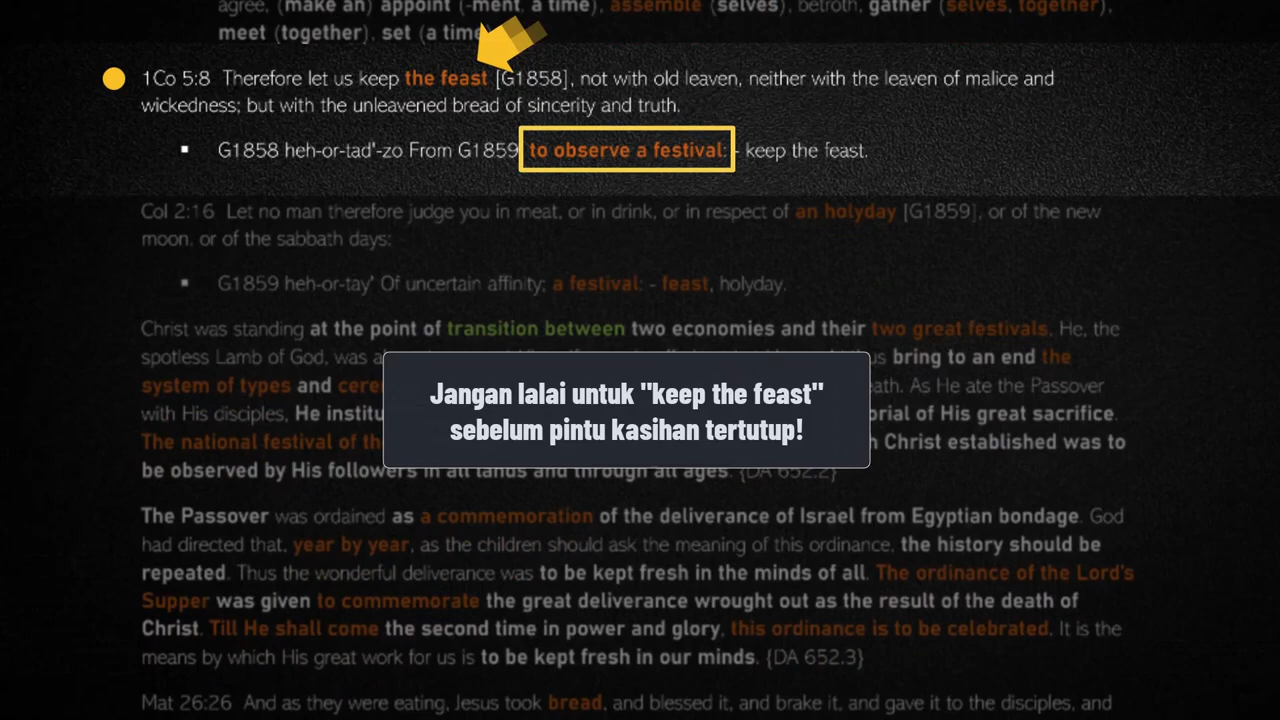 agree, (make an) appoint (-ment, a time), assemble (selves), betroth, gather (selves, together),
meet (together), set (a time
1Co 5:8 Therefore let us keep the feast [G1858], not with old leaven, neither with the leaven of malice and
wickedness; but with the unleavened bread of sincerity and truth.
G1858 heh-or-tad'-zo From G1859 to observe a festival: - keep the feast.
Col 2:16 Let no man therefore judge you in meat, or in drink, or in respect of an holyday [G1859], or of the new
moon, or of the sabbath days:
G1859 heh-or-tay' Of uncertain affinity; a festival: - feast, holyday.
Christ was standing at the point of transition between two economies and their two great festivals. He, the
spotless Lamb of God, was bring to an end the
system of types and eath. As He ate the Passover
with His disciples, He orial of His great sacrifice.
The national festival of Christ established was to
be observed by His followers in all lands and through all ages. {DA 652.2}
Jangan lalai untuk "keep the feast"
sebelum pintu kasihan tertutup!
The Passover was ordained as a commemoration of the deliverance of Israel from Egyptian bondage. God
had directed that, year by year, as the children should ask the meaning of this ordinance, the history should be
repeated. Thus the wonderful deliverance was to be kept fresh in the minds of all. The ordinance of the Lord's
Supper was given to commemorate the great deliverance wrought out as the result of the death of
Christ. Till He shall come the second time in power and glory, this ordinance is to be celebrated. It is the
means by which His great work for us is to be kept fresh in our minds. {DA 652.3}
Mat 26:26 And as they were eating, Jesus took bread, and blessed it, and brake it, and gave it to the disciples, and